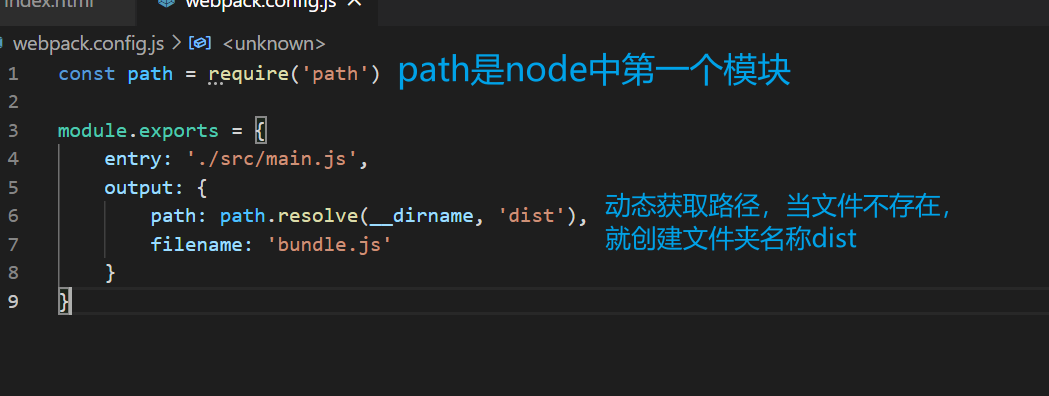 index.html webpack.config.js ×
webpack.config.js > <unknown>
1 const path = require('path') path是node中第一个模块
2
3 module.exports = {
4 entry: './src/main.js',
5 output: {
6 path: path.resolve(__dirname, 'dist'), 动态获取路径，当文件不存在，
7 filename: 'bundle.js' 就创建文件夹名称dist
8 }
9 }